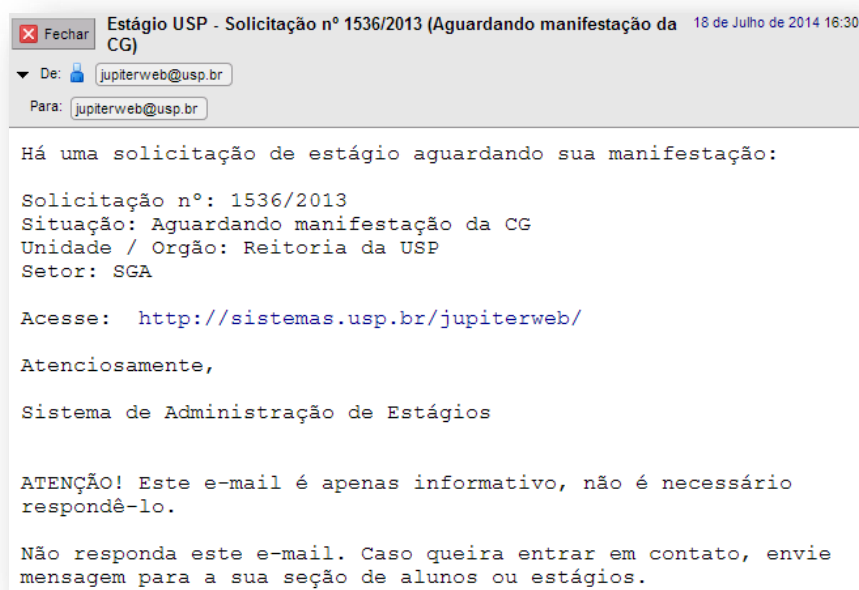 Fechar
Estágio USP - Solicitação nº 1536/2013 (Aguardando manifestação da
CG)
18 de Julho de 2014 16:30
De: jupiterweb@usp.br
Para: jupiterweb@usp.br
Há uma solicitação de estágio aguardando sua manifestação:
Solicitação nº: 1536/2013
Situação: Aguardando manifestação da CG
Unidade / Orgão: Reitoria da USP
Setor: SGA
Acesse: http://sistemas.usp.br/jupiterweb/
Atenciosamente,
Sistema de Administração de Estágios
ATENÇÃO! Este e-mail é apenas informativo, não é necessário
respondê-lo.
Não responda este e-mail. Caso queira entrar em contato, envie
mensagem para a sua seção de alunos ou estágios.